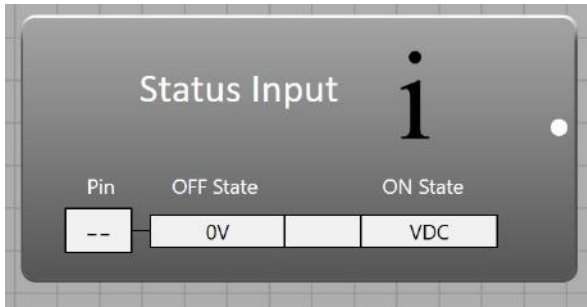 Status Input i
Pin OFF State ON State
-- 0V VDC